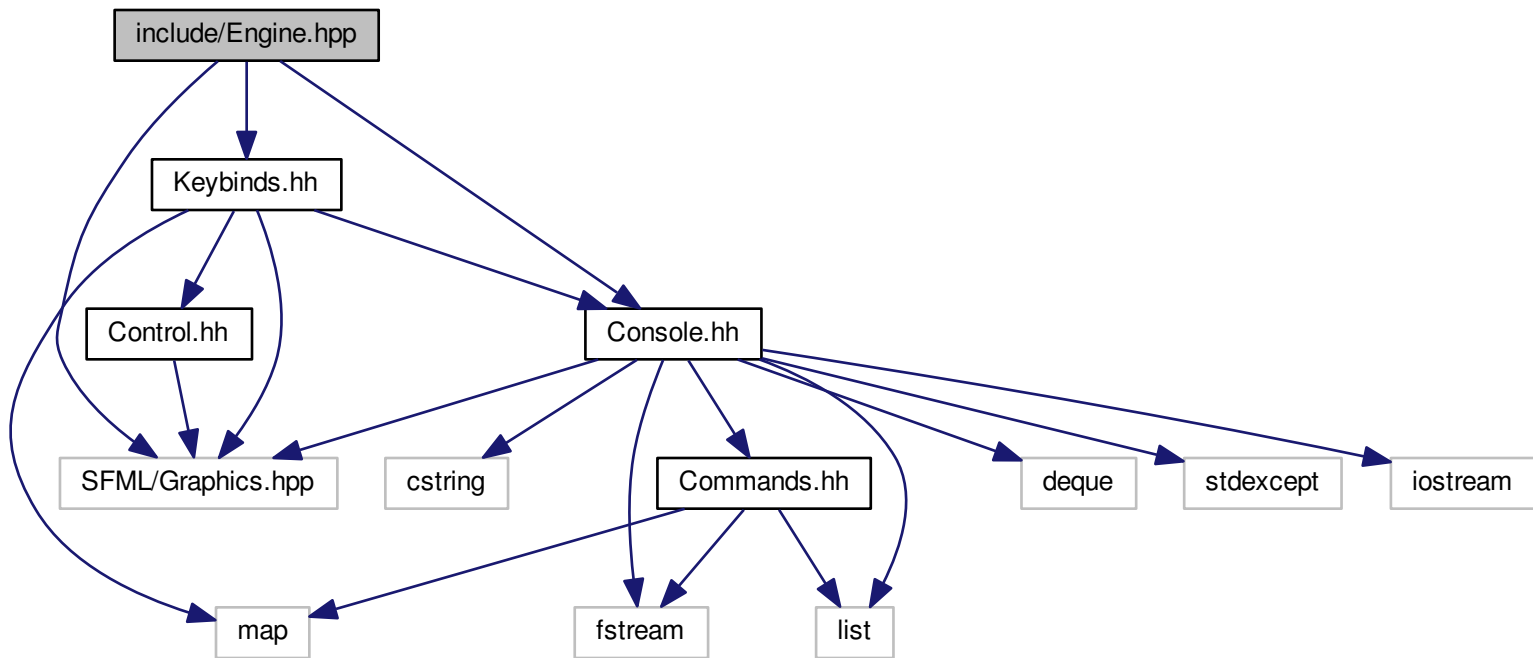 include/Engine.hpp
Keybinds.hh
Control.hh
Console.hh
SFML/Graphics.hpp
cstring
Commands.hh
deque
stdexcept
iostream
map
fstream
list